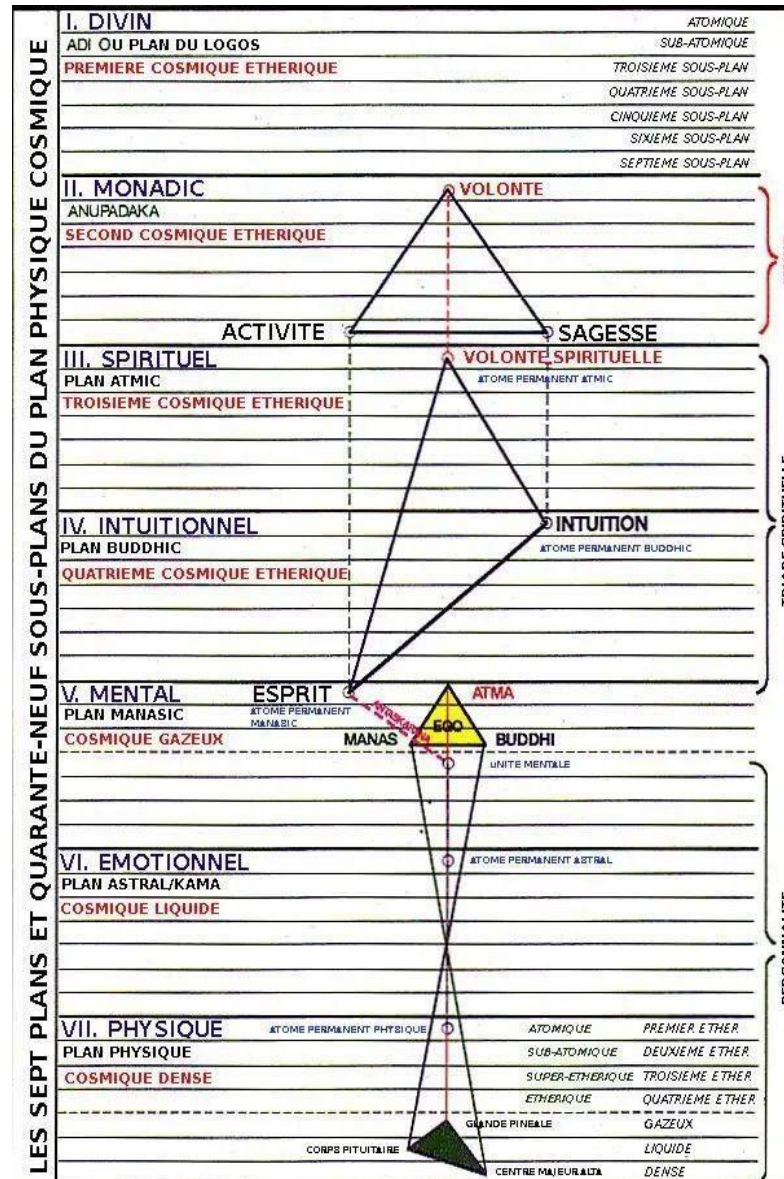 LES SEPT PLANS ET QUARANTE-NEUF SOUS-PLANS DU PLAN PHYSIQUE COSMIQUE
I. DIVIN
ATOMIQUE
ADI OU PLAN DU LOGOS
SUB-ATOMIQUE
PREMIERE COSMIQUE ETHERIQUE
TROISIEME SOUS-PLAN
QUATRIEME SOUS-PLAN
CINQUIEME SOUS-PLAN
SIXIEME SOUS-PLAN
SEPTIEME SOUS-PLAN
II. MONADIC
VOLONTE
ANUPADAKA
SECOND COSMIQUE ETHERIQUE
ACTIVITE
SAGESSE
III. SPIRITUEL
VOLONTE SPIRITUELLE
PLAN ATMIC
ATOME PERMANENT ATMIC
TROISIEME COSMIQUE ETHERIQUE
IV. INTUITIONNEL
INTUITION
PLAN BUDDHIC
ATOME PERMANENT BUDDHIC
QUATRIEME COSMIQUE ETHERIQUE
V. MENTAL
ESPRIT
ATMA
PLAN MANASIC
ATOME PERMANENT
MANASIC
ANTASKARANA
EGO
COSMIQUE GAZEUX
MANAS
BUDDHI
UNITE MENTALE
VI. EMOTIONNEL
ATOME PERMANENT ASTRAL
PLAN ASTRAL/KAMA
COSMIQUE LIQUIDE
VII. PHYSIQUE
ATOME PERMANENT PHYSIQUE
ATOMIQUE
PREMIER ETHER
PLAN PHYSIQUE
SUB-ATOMIQUE
DEUXIEME ETHER
COSMIQUE DENSE
SUPER-ETHERIQUE
TROISIEME ETHER
ETHERIQUE
QUATRIEME ETHER
GLANDE PINEALE
GAZEUX
CORPS PITUITAIRE
LIQUIDE
CENTRE MAJEUR ALTA
DENSE